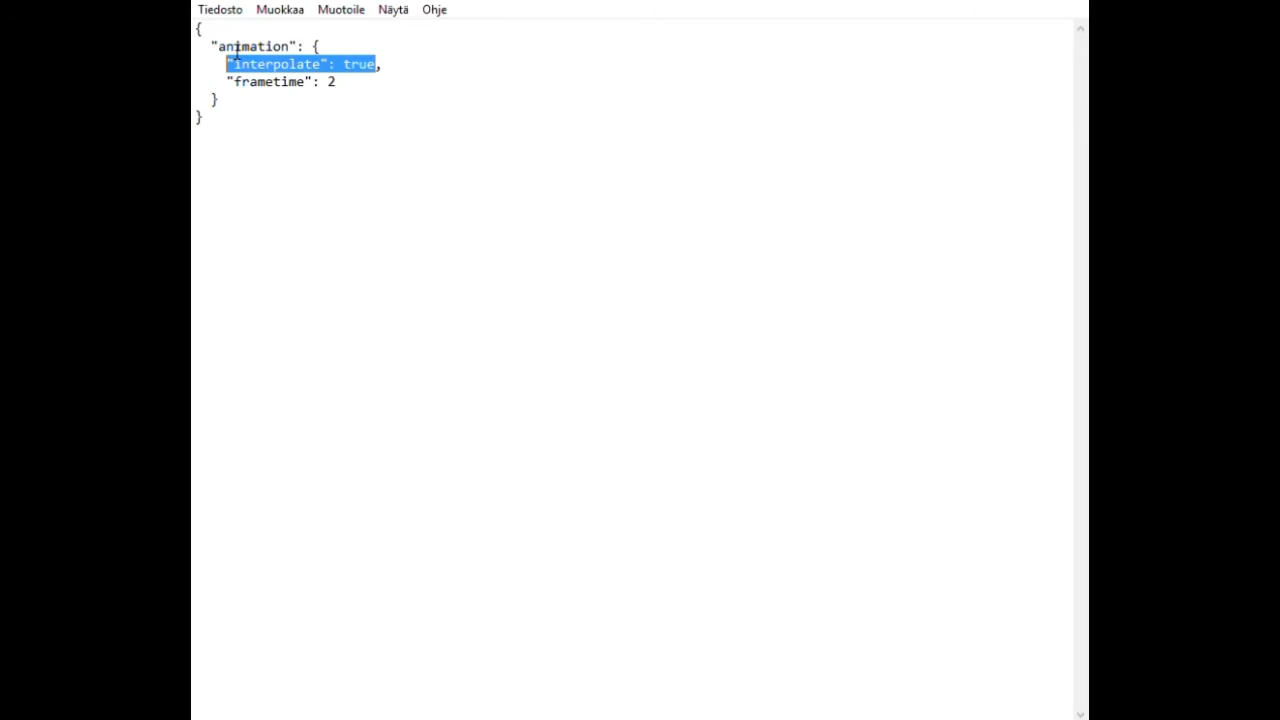 Tiedosto Muokkaa Muotoile Näytä Ohje
{
"animation": {
"interpolate": true,
"frametime": 2
}
}